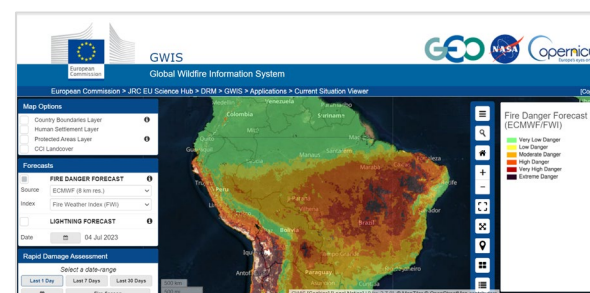 European
Commission
GWIS
GEO
NASA
Global Wildfire Information System
European Commission > JRC EU Science Hub > DRM > GWIS > Applications > Current Situation Viewer
Map Options
Country Boundaries Layer
Human Settlement Layer
Protected Areas Layer
CCI Landcover
Forecasts
FIRE DANGER FORECAST
Source
ECMWF (8 km res.)
Index
Fire Weather Index (FWI)
LIGHTNING FORECAST
Date
04 Jul 2023
Rapid Damage Assessment
Select a date-range
Last 1 Day
Last 7 Days
Last 30 Days
Venezuela
Colombia
Suriname
Quito
Manaus
Peru
Brasil
Bolivia
Paraguay
Fire Danger Forecast
(ECMWF/FWI)
Very Low Danger
Low Danger
Moderate Danger
High Danger
Very High Danger
Extreme Danger